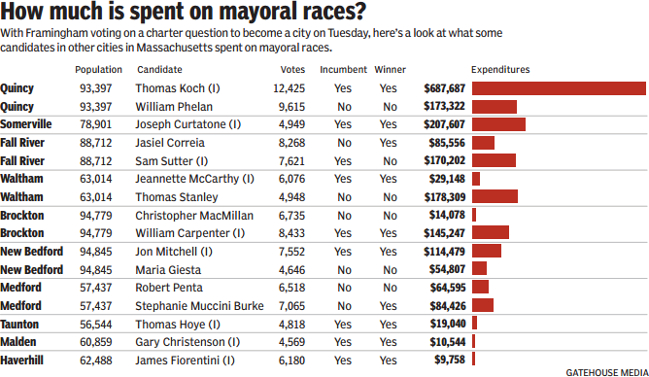 How much is spent on mayoral races?
With Framingham voting on a charter question to become a city on Tuesday, here's a look at what some
candidates in other cities in Massachusetts spent on mayoral races.
Population Candidate Votes Incumbent Winner Expenditures
Quincy 93,397 Thomas Koch (I) 12,425 Yes Yes $687,687
Quincy 93,397 William Phelan 9,615 No No $173,322
Somerville 78,901 Joseph Curtatone (I) 4,949 Yes Yes $207,607
Fall River 88,712 Jasiel Correia 8,268 No Yes $85,556
Fall River 88,712 Sam Sutter (I) 7,621 Yes No $170,202
Waltham 63,014 Jeannette McCarthy (I) 6,076 Yes Yes $29,148
Waltham 63,014 Thomas Stanley 4,948 No No $178,309
Brockton 94,779 Christopher MacMillan 6,735 No No $14,078
Brockton 94,779 William Carpenter (I) 8,433 Yes Yes $145,247
New Bedford 94,845 Jon Mitchell (I) 7,552 Yes Yes $114,479
New Bedford 94,845 Maria Giesta 4,646 No No $54,807
Medford 57,437 Robert Penta 6,518 No No $64,595
Medford 57,437 Stephanie Muccini Burke 7,065 No Yes $84,426
Taunton 56,544 Thomas Hoye (I) 4,818 Yes Yes $19,040
Malden 60,859 Gary Christenson (I) 4,569 Yes Yes $10,544
Haverhill 62,488 James Fiorentini (I) 6,180 Yes Yes $9,758
GATEHOUSE MEDIA